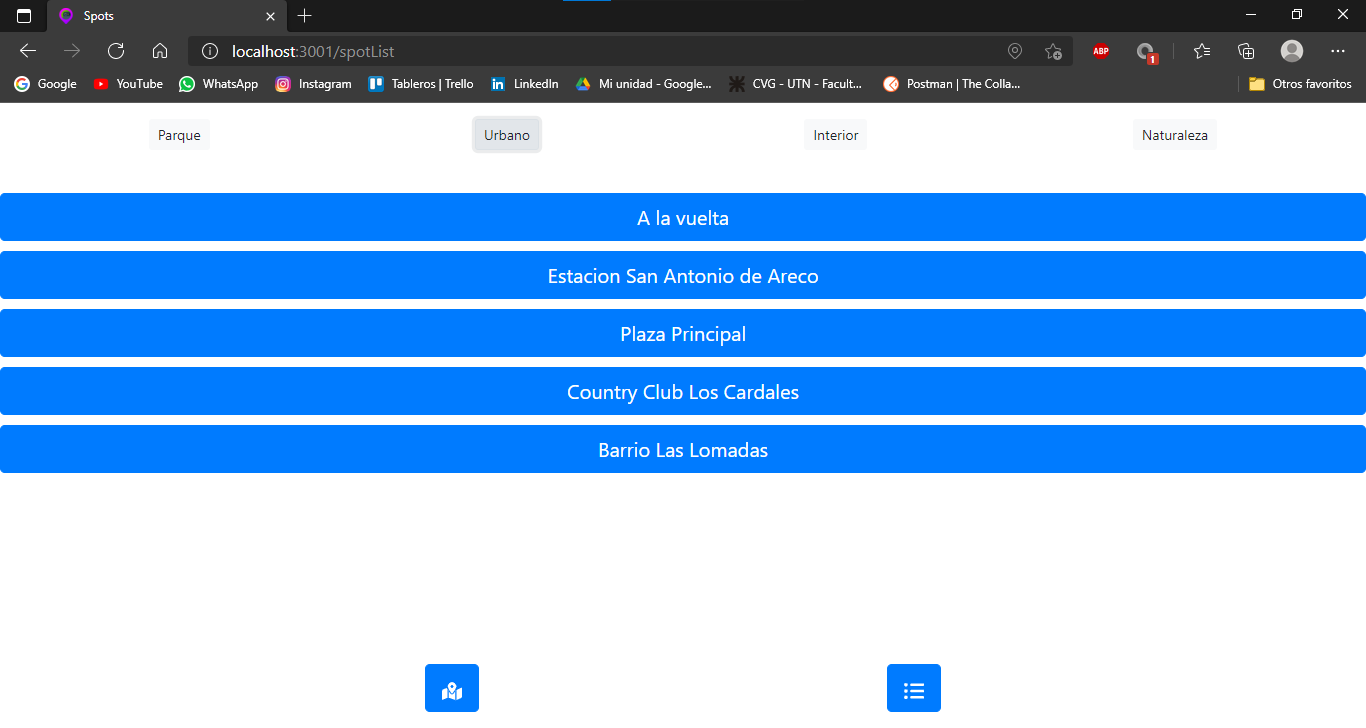 Spots
localhost:3001/spotList
ABP
1
Google YouTube WhatsApp Instagram Tableros | Trello LinkedIn Mi unidad - Google... CVG - UTN - Facult... Postman | The Colla... Otros favoritos
Parque Urbano Interior Naturaleza
A la vuelta
Estacion San Antonio de Areco
Plaza Principal
Country Club Los Cardales
Barrio Las Lomadas